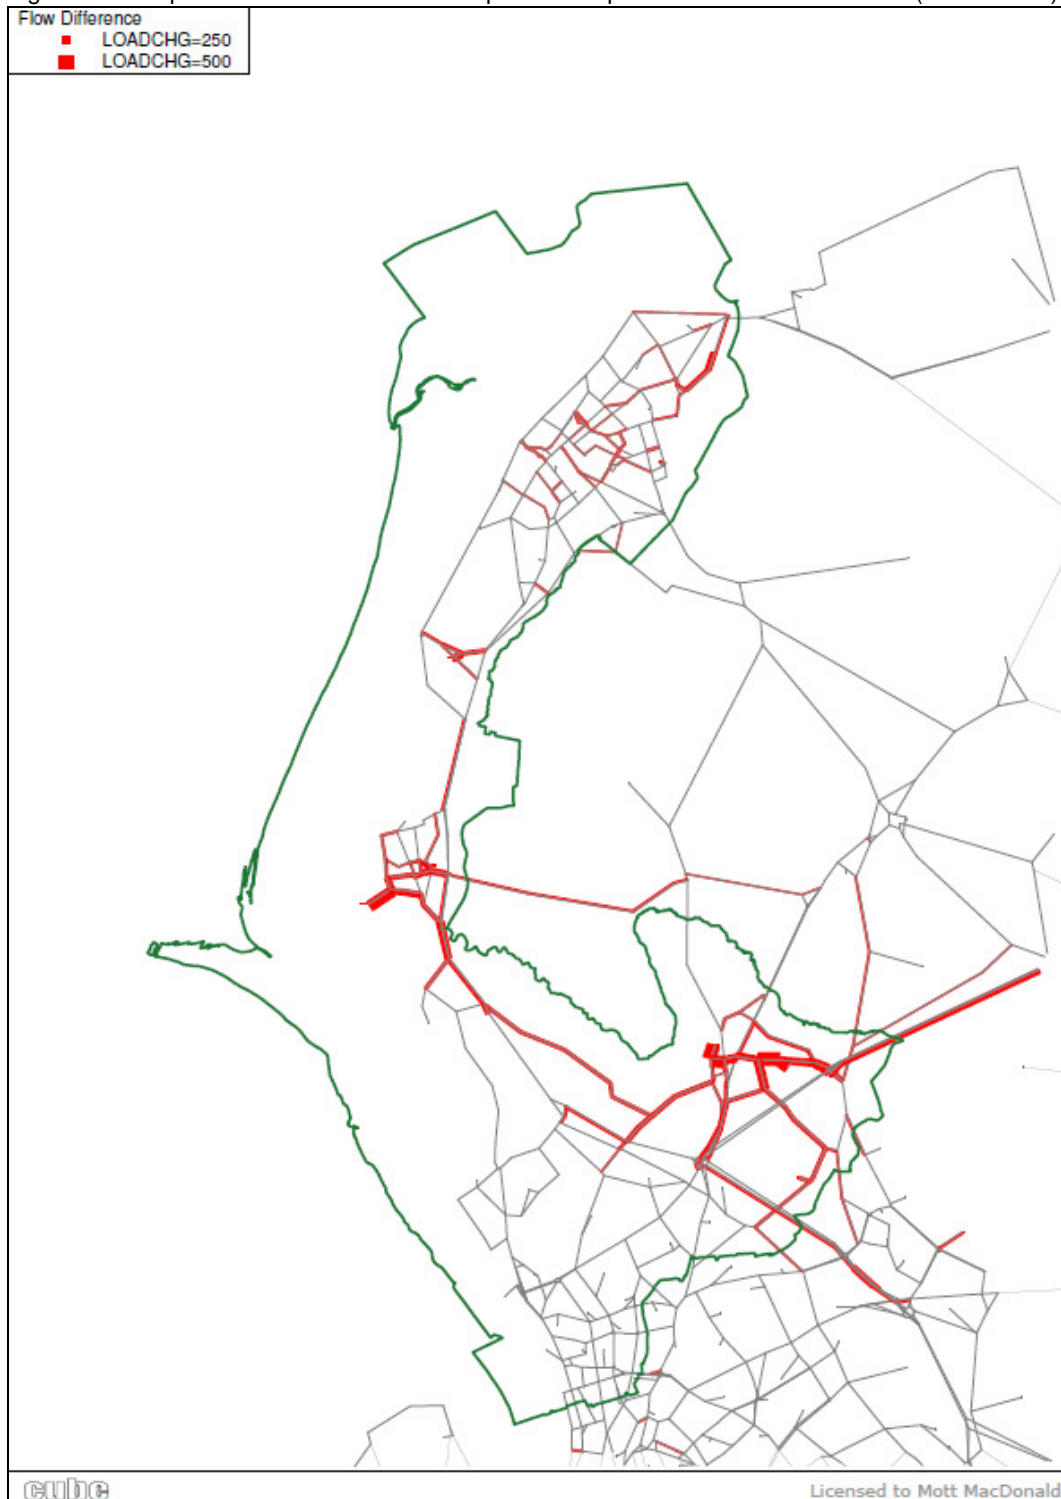 Flow Difference
LOADCHG=250
LOADCHG=500
cube
Licensed to Mott MacDonald